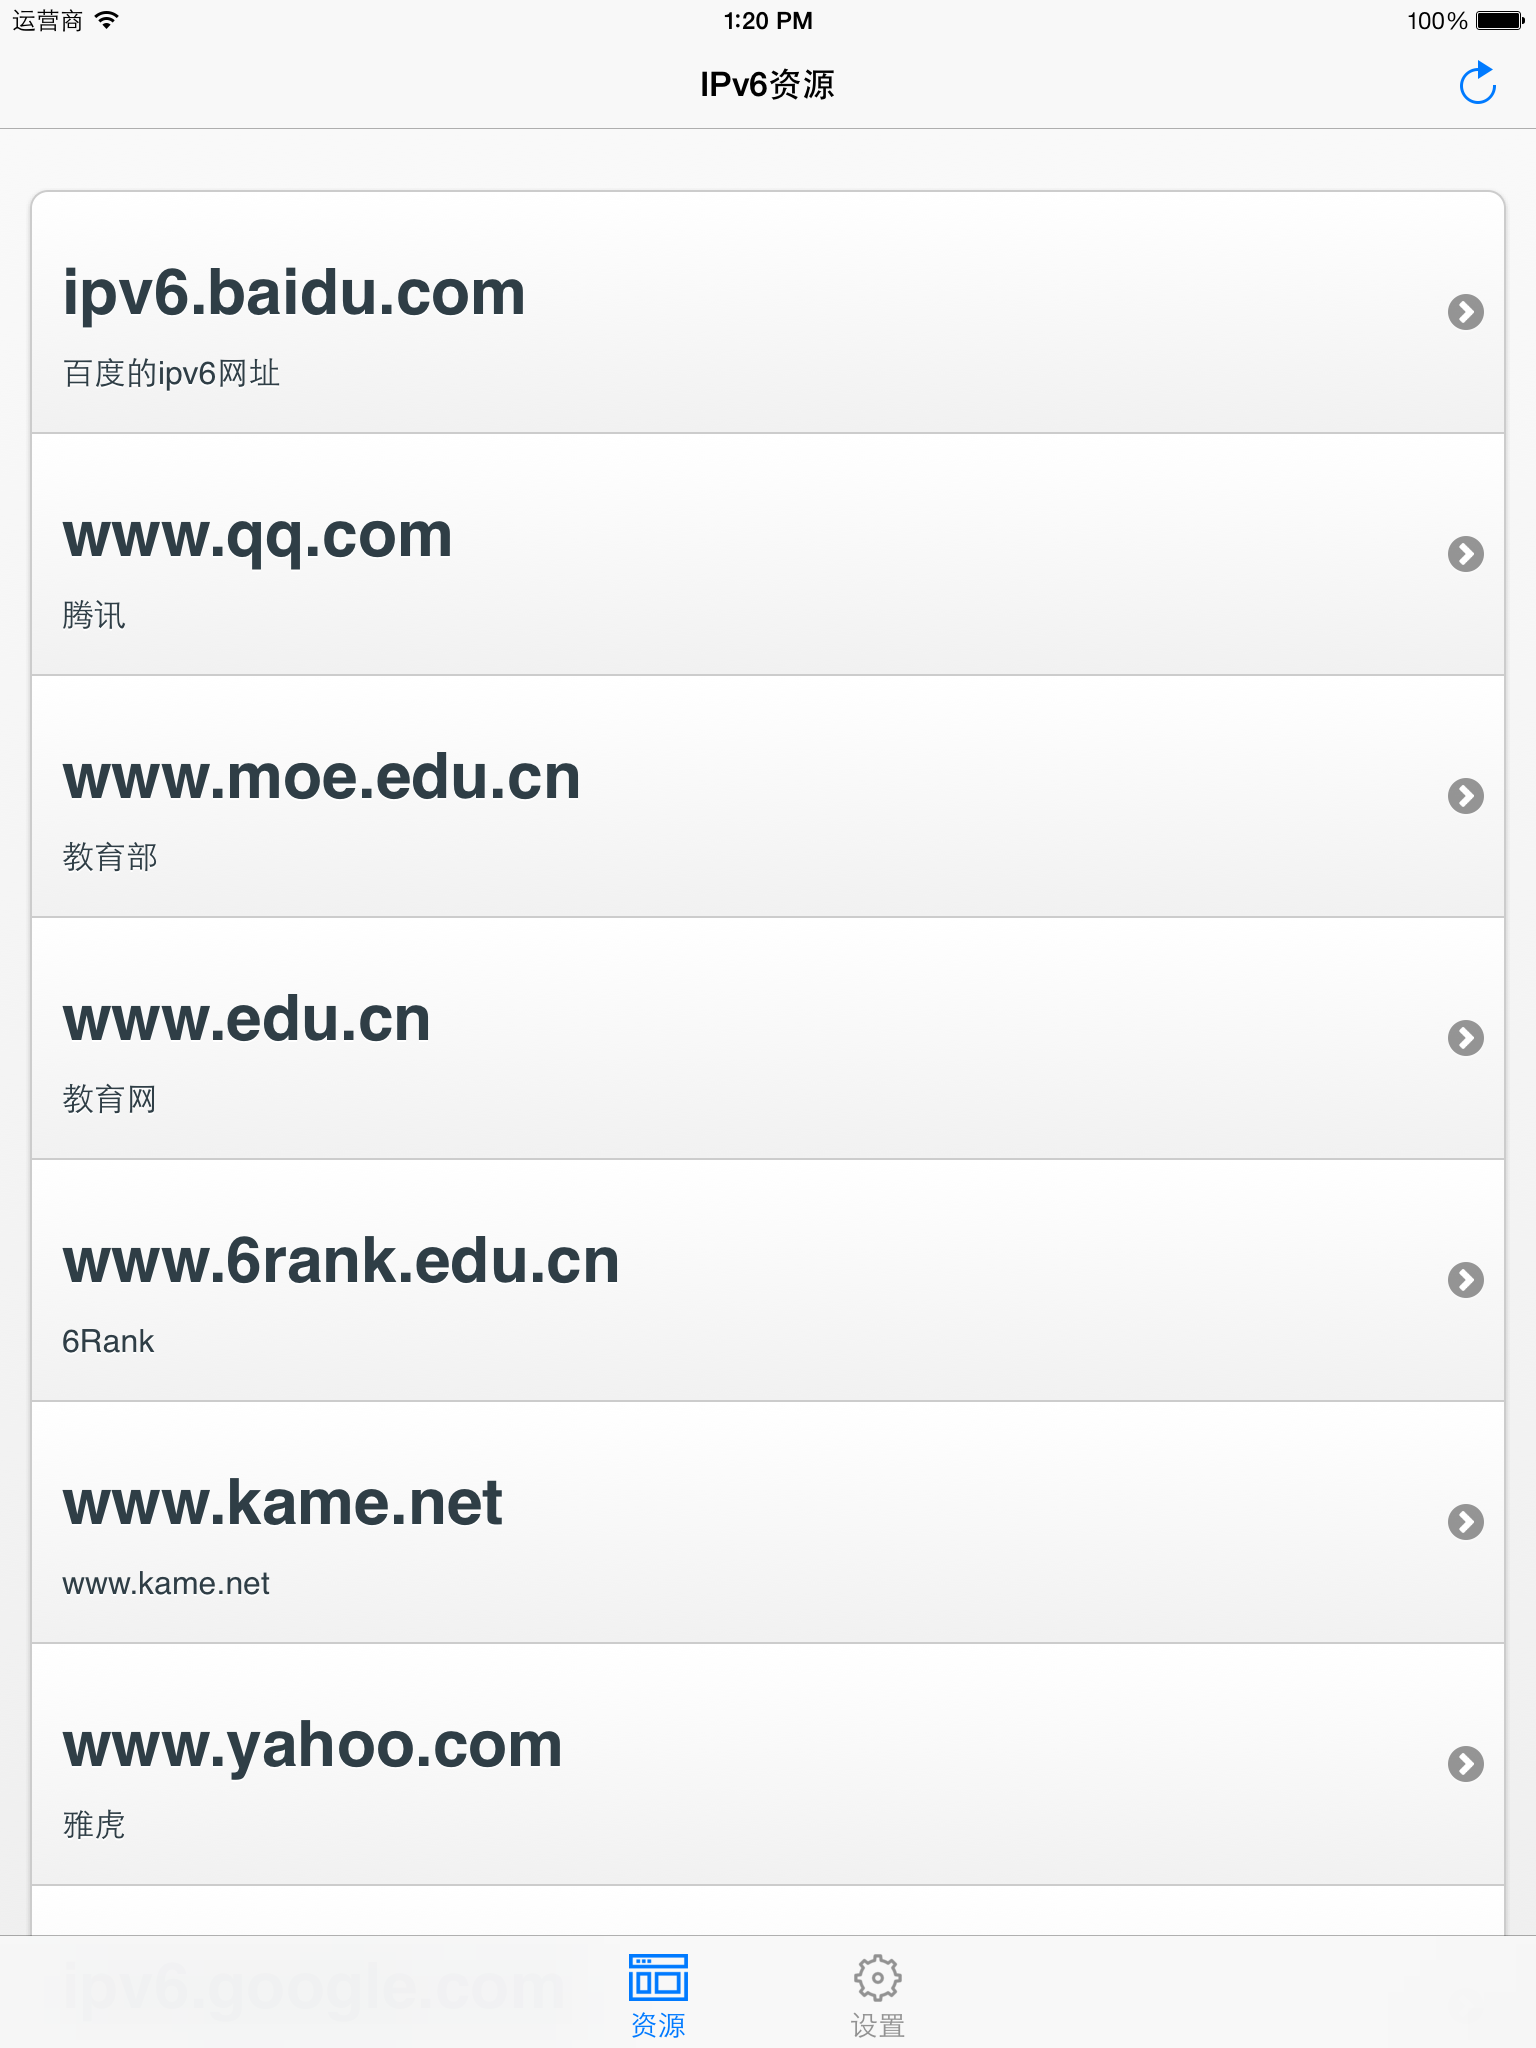 运营商
1:20 PM
100%
IPv6资源
ipv6.baidu.com
百度的ipv6网址
www.qq.com
腾讯
www.moe.edu.cn
教育部
www.edu.cn
教育网
www.6rank.edu.cn
6Rank
www.kame.net
www.kame.net
www.yahoo.com
雅虎
ipv6.google.com
资源
设置